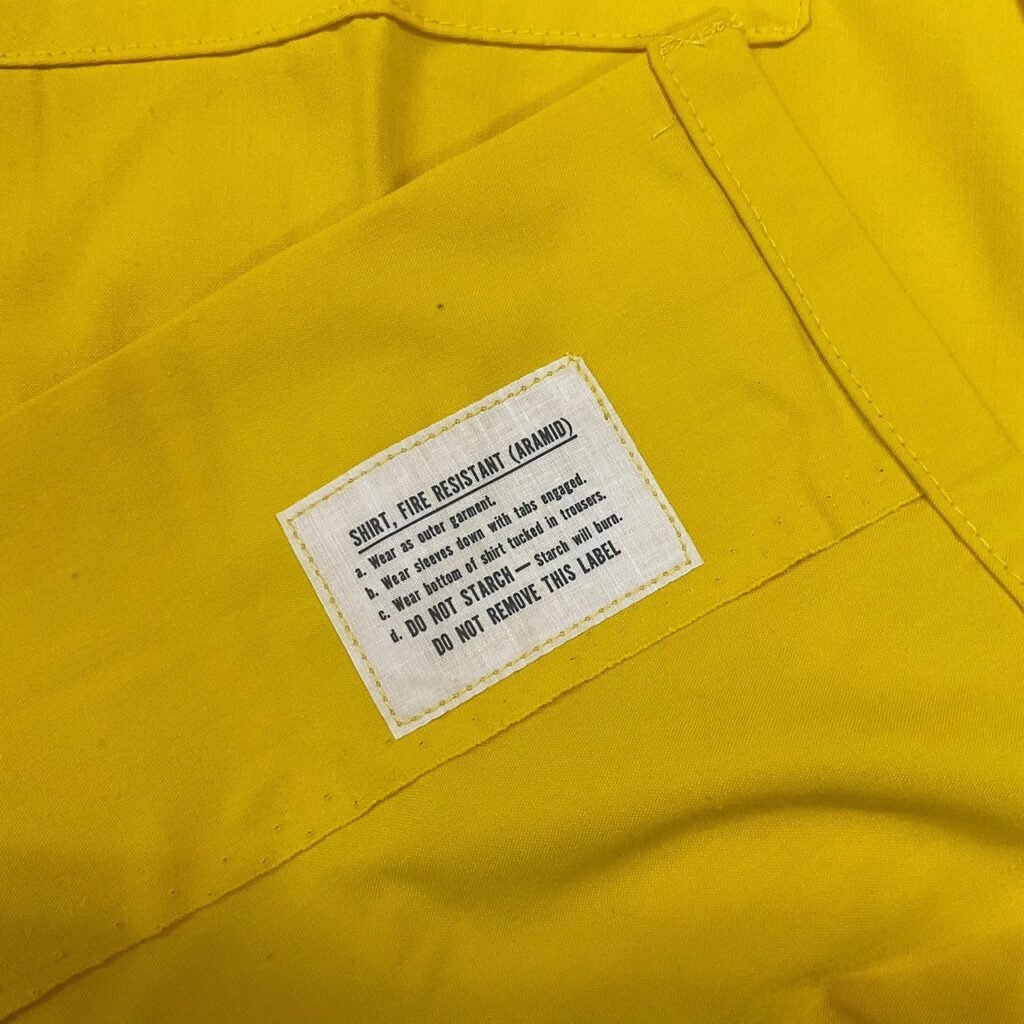 SHIRT, FIRE RESISTANT (ARAMID)
a. Wear as outer garment.
b. Wear sleeves down with tabs engaged.
c. Wear bottom of shirt tucked in trousers.
d. DO NOT STARCH — Starch will burn.
DO NOT REMOVE THIS LABEL